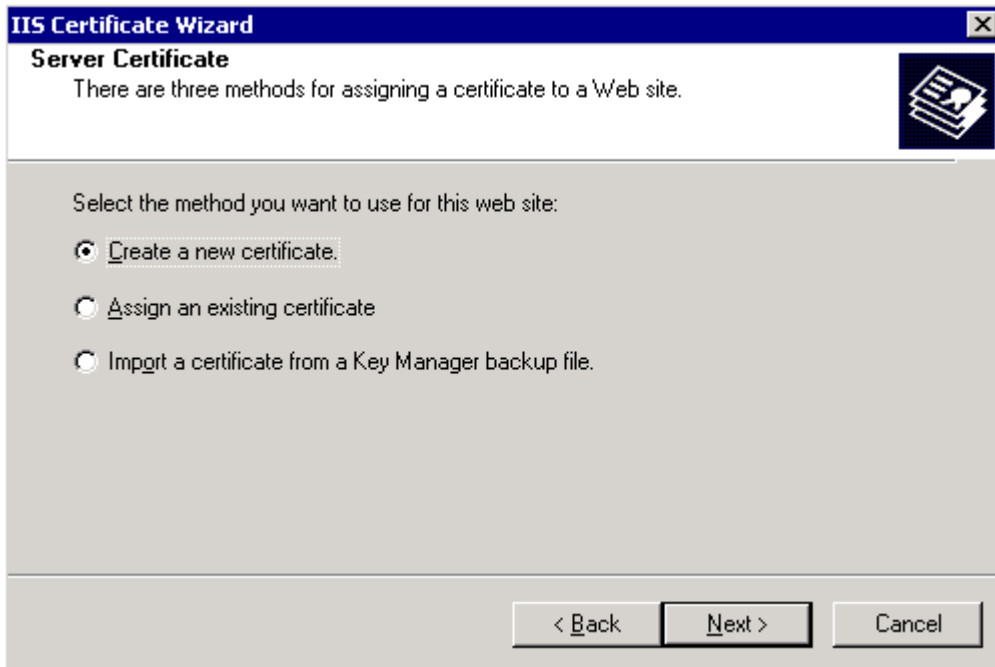 IIS Certificate Wizard
Server Certificate
There are three methods for assigning a certificate to a Web site.
Select the method you want to use for this web site:
Create a new certificate.
Assign an existing certificate
Import a certificate from a Key Manager backup file.
< Back Next > Cancel